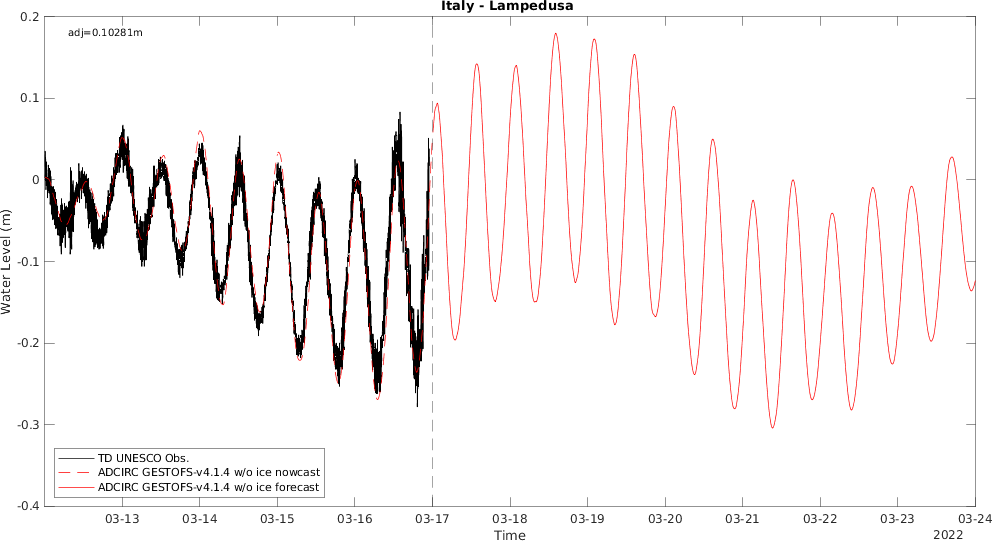 Italy - Lampedusa
adj=0.10281m
0.2
0.1
0
-0.1
-0.2
-0.3
-0.4
Water Level (m)
TD UNESCO Obs.
ADCIRC GESTOFS-v4.1.4 w/o ice nowcast
ADCIRC GESTOFS-v4.1.4 w/o ice forecast
03-13 03-14 03-15 03-16 03-17 03-18 03-19 03-20 03-21 03-22 03-23 03-24
Time
2022